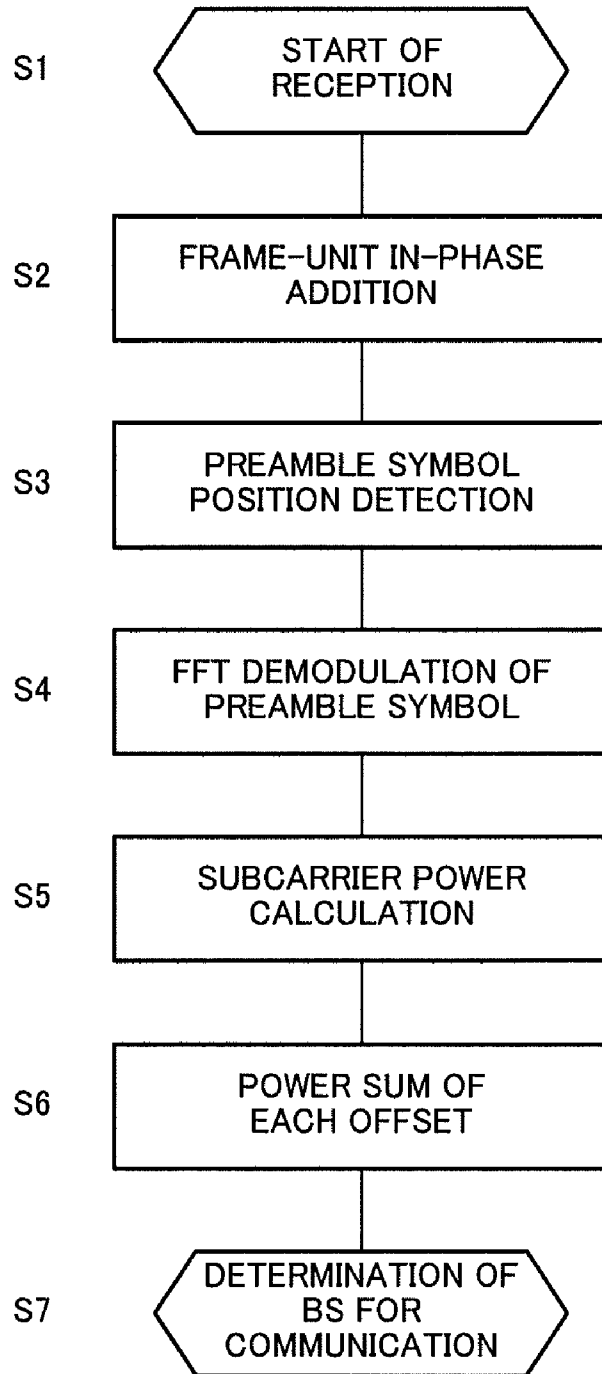 S1
START OF
RECEPTION
S2
FRAME-UNIT IN-PHASE
ADDITION
S3
PREAMBLE SYMBOL
POSITION DETECTION
S4
FFT DEMODULATION OF
PREAMBLE SYMBOL
S5
SUBCARRIER POWER
CALCULATION
S6
POWER SUM OF
EACH OFFSET
S7
DETERMINATION OF
BS FOR
COMMUNICATION